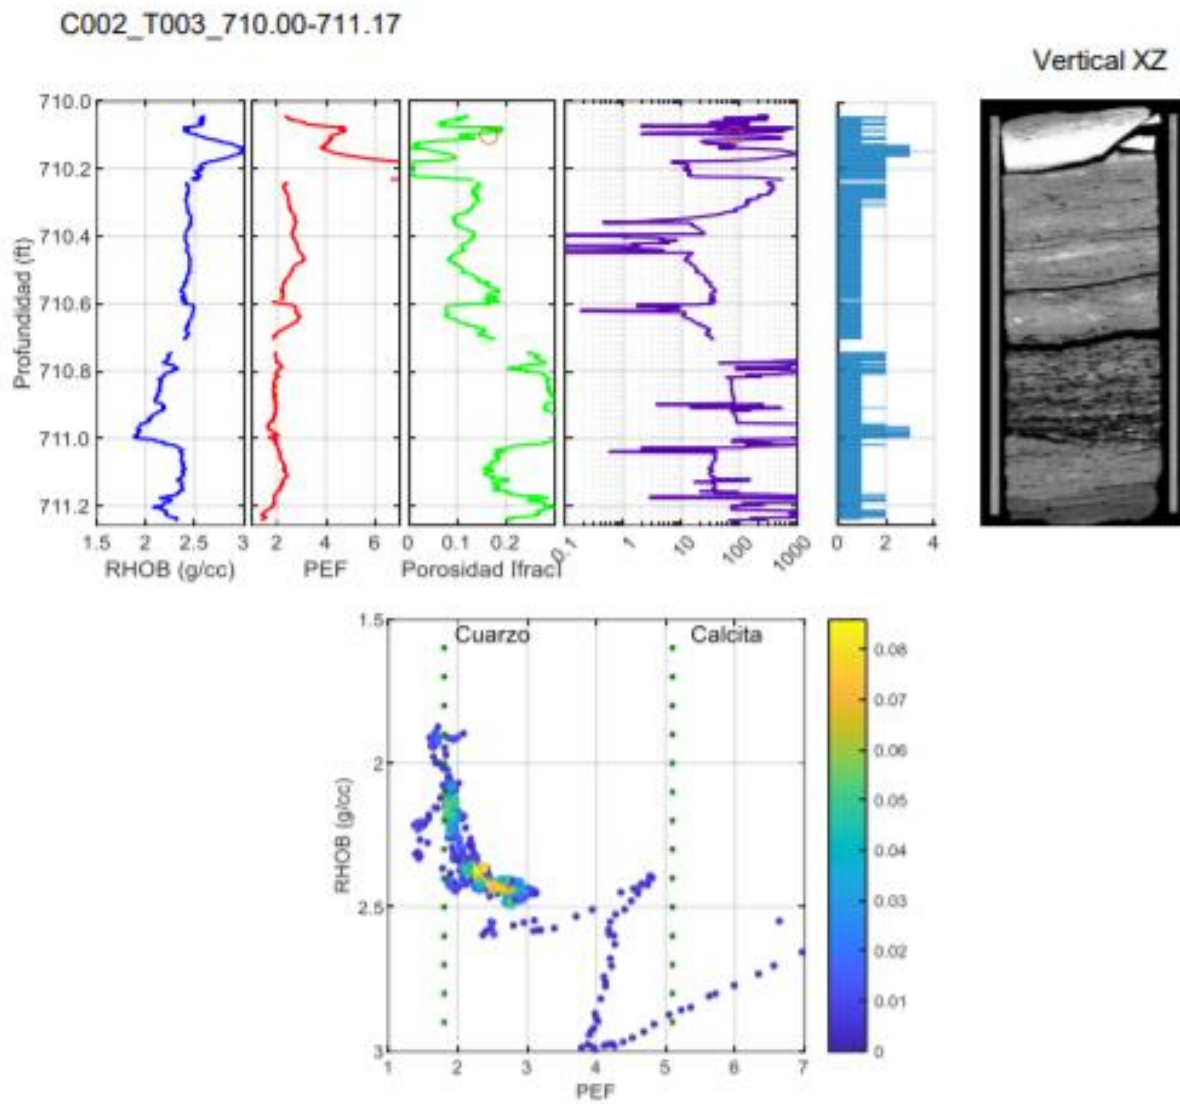 C002_T003_710.00-711.17
Vertical XZ
Profundidad (ft)
710.0
710.2
710.4
710.6
710.8
711.0
711.2
1.5 2 2.5 3
RHOB (g/cc)
2 4 6
PEF
0 0.1 0.2
Porosidad [frac]
0.1 1 10 100 1000
0 2 4
Cuarzo Calcita
RHOB (g/cc)
1.5
2
2.5
3
1 2 3 4 5 6 7
PEF
0.08
0.07
0.06
0.05
0.04
0.03
0.02
0.01
0